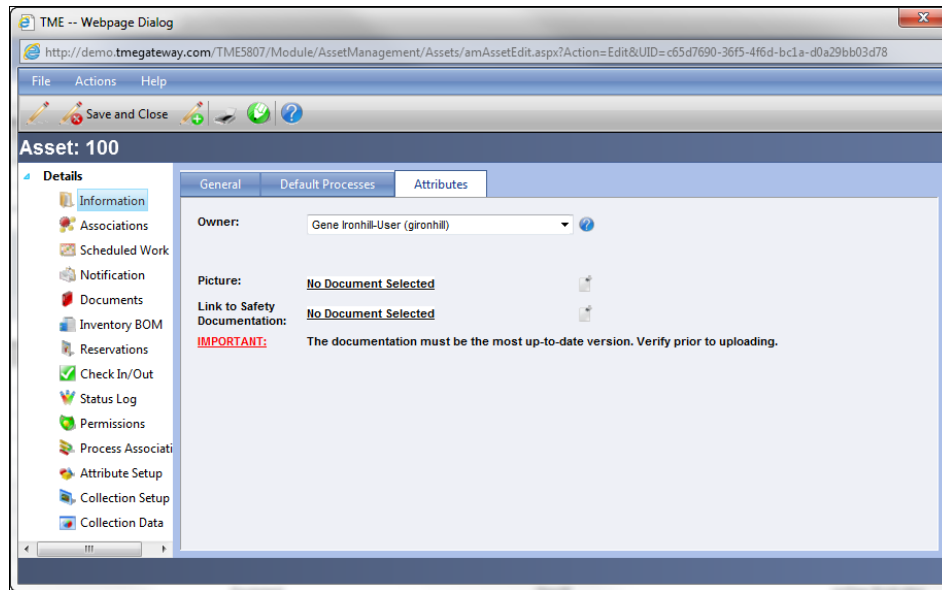 TME -- Webpage Dialog
http://demo.tmegateway.com/TME5807/Module/AssetManagement/Assets/amAssetEdit.aspx?Action=Edit&UID=c65d7690-36f5-4f6d-bc1a-d0a29bb03d78
File Actions Help
Save and Close
Asset: 100
Details
Information
Associations
Scheduled Work
Notification
Documents
Inventory BOM
Reservations
Check In/Out
Status Log
Permissions
Process Associati
Attribute Setup
Collection Setup
Collection Data
General Default Processes Attributes
Owner: Gene Ironhill-User (gironhill)
Picture: No Document Selected
Link to Safety
Documentation: No Document Selected
IMPORTANT: The documentation must be the most up-to-date version. Verify prior to uploading.